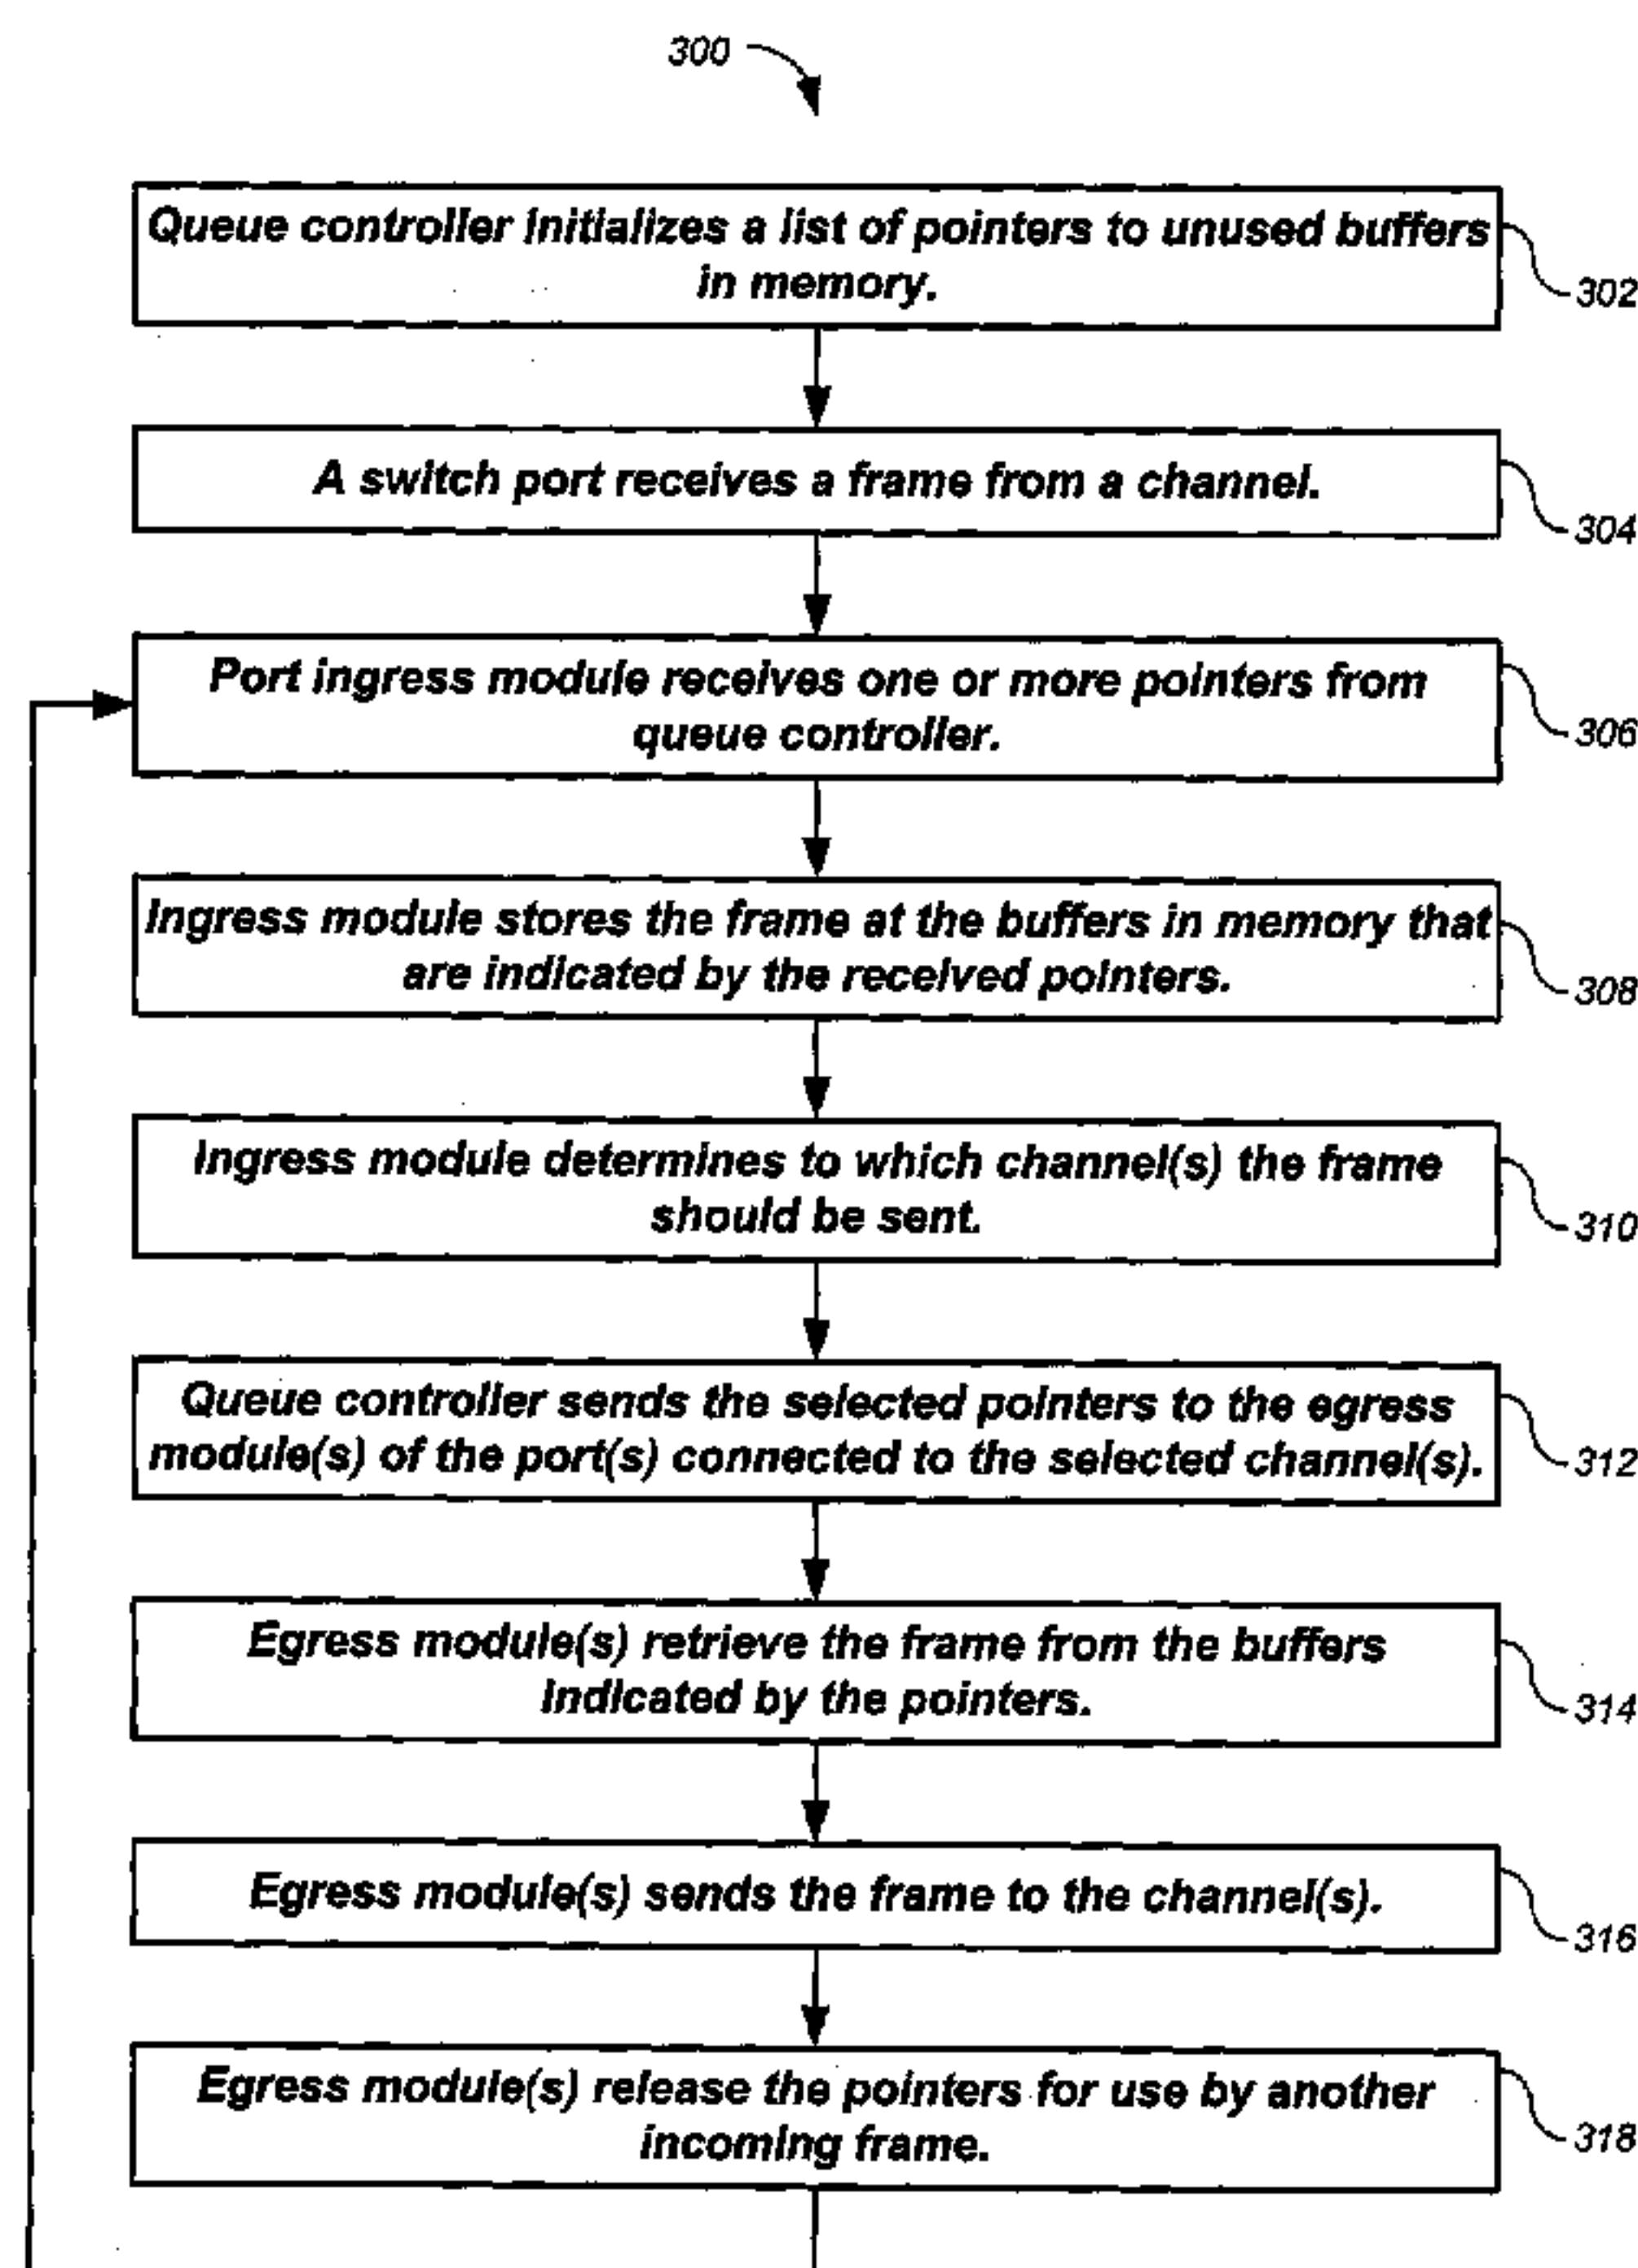 300
Queue controller initializes a list of pointers to unused buffers
in memory.
302
A switch port receives a frame from a channel.
304
Port ingress module receives one or more pointers from
queue controller.
306
Ingress module stores the frame at the buffers in memory that
are indicated by the received pointers.
308
Ingress module determines to which channel(s) the frame
should be sent.
310
Queue controller sends the selected pointers to the egress
module(s) of the port(s) connected to the selected channel(s).
312
Egress module(s) retrieve the frame from the buffers
indicated by the pointers.
314
Egress module(s) sends the frame to the channel(s).
316
Egress module(s) release the pointers for use by another
incoming frame.
318